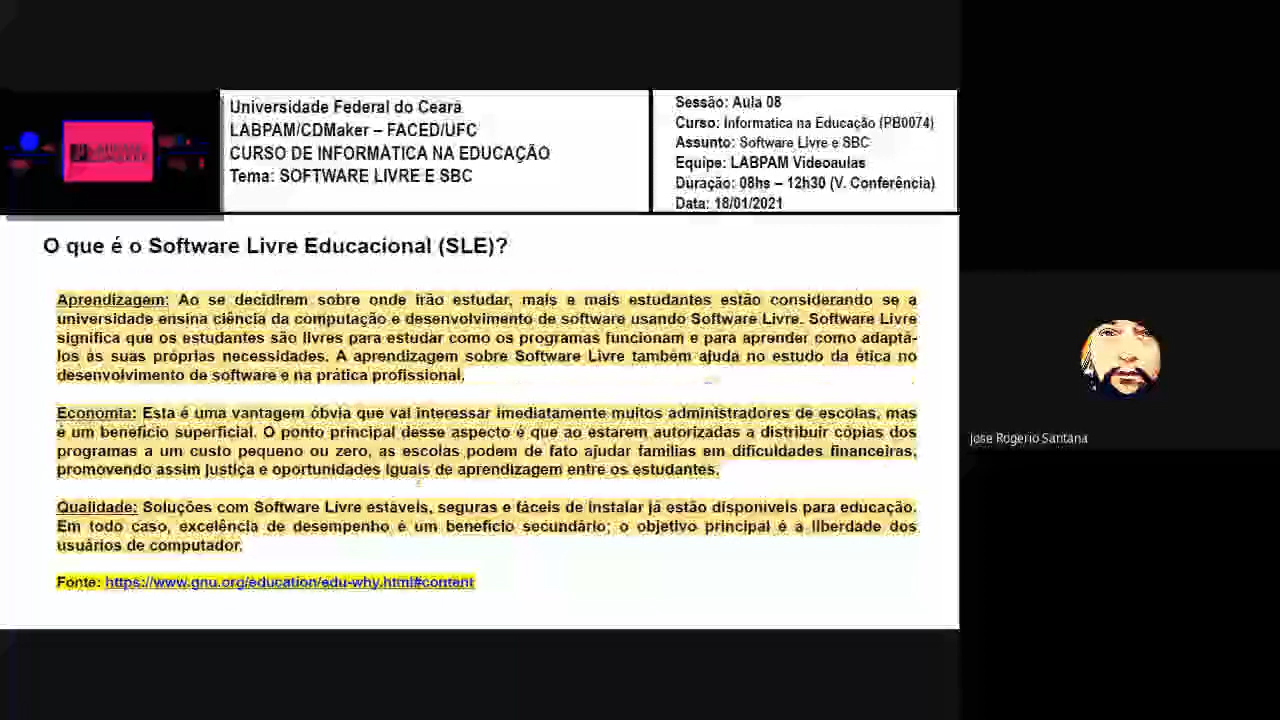 Universidade Federal do Ceará
LABPAM/CDMaker – FACED/UFC
CURSO DE INFORMÁTICA NA EDUCAÇÃO
Tema: SOFTWARE LIVRE E SBC
Sessão: Aula 08
Curso: Informatica na Educação (PB0074)
Assunto: Software Livre e SBC
Equipe: LABPAM Videoaulas
Duração: 08hs – 12h30 (V. Conferência)
Data: 18/01/2021
O que é o Software Livre Educacional (SLE)?
Aprendizagem: Ao se decidirem sobre onde irão estudar, mais e mais estudantes estão considerando se a
universidade ensina ciência da computação e desenvolvimento de software usando Software Livre. Software Livre
significa que os estudantes são livres para estudar como os programas funcionam e para aprender como adaptá-
los às suas próprias necessidades. A aprendizagem sobre Software Livre também ajuda no estudo da ética no
desenvolvimento de software e na prática profissional.
Economia: Esta é uma vantagem óbvia que vai interessar imediatamente muitos administradores de escolas, mas
é um benefício superficial. O ponto principal desse aspecto é que ao estarem autorizadas a distribuir cópias dos
programas a um custo pequeno ou zero, as escolas podem de fato ajudar famílias em dificuldades financeiras,
promovendo assim justiça e oportunidades iguais de aprendizagem entre os estudantes.
Qualidade: Soluções com Software Livre estáveis, seguras e fáceis de instalar já estão disponíveis para educação.
Em todo caso, excelência de desempenho é um benefício secundário; o objetivo principal é a liberdade dos
usuários de computador.
Fonte: https://www.gnu.org/education/edu-why.html#content
Jose Rogerio Santana